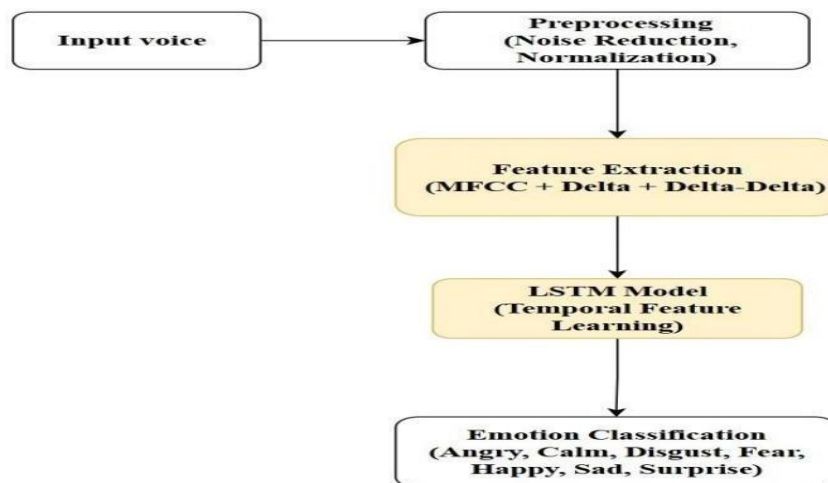 Input voice
Preprocessing
(Noise Reduction,
Normalization)
Feature Extraction
(MFCC + Delta + Delta-Delta)
LSTM Model
(Temporal Feature
Learning)
Emotion Classification
(Angry, Calm, Disgust, Fear,
Happy, Sad, Surprise)